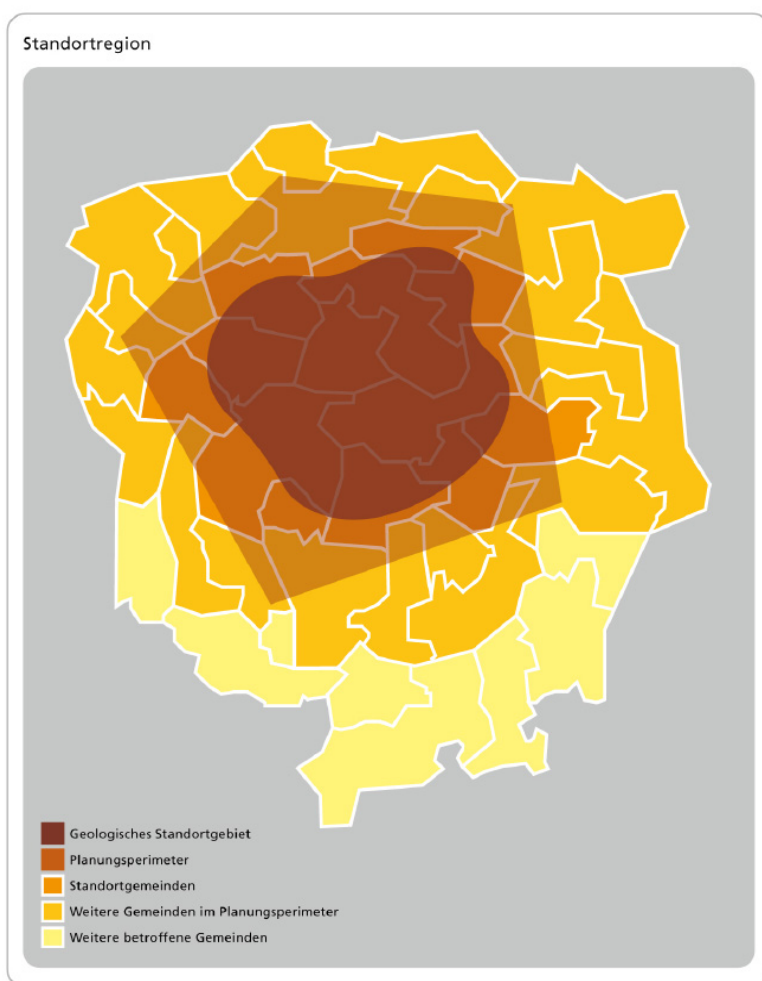 Standortregion
Geologisches Standortgebiet
Planungsperimeter
Standortgemeinden
Weitere Gemeinden im Planungsperimeter
Weitere betroffene Gemeinden